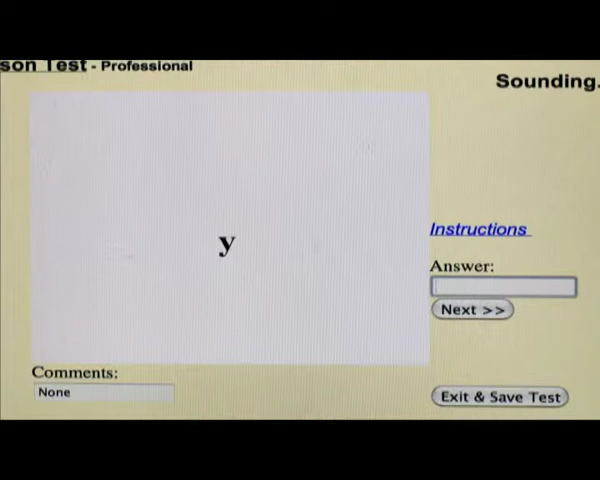 son Test - Professional
Sounding.
y
Instructions
Answer:
Next >>
Comments:
None
Exit & Save Test